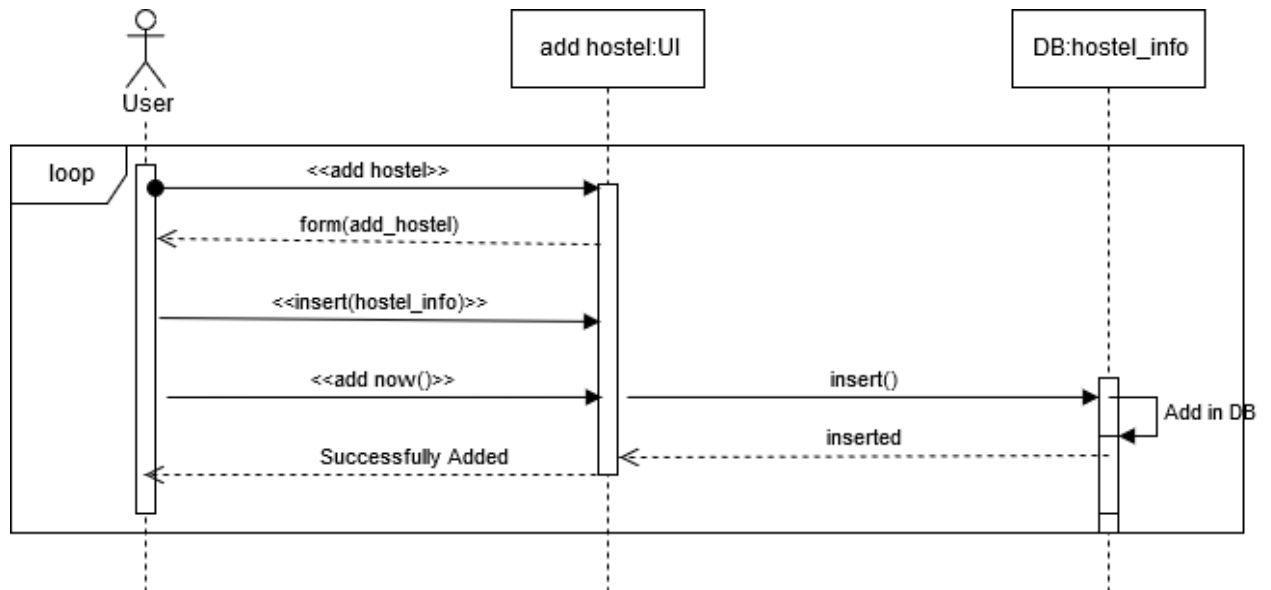 add hostel:UI
DB:hostel_info
User
loop
<<add hostel>>
form(add_hostel)
<<insert(hostel_info)>>
<<add now()>>
insert()
Add in DB
inserted
Successfully Added